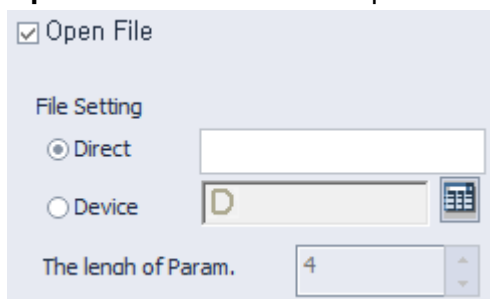 Open File
File Setting
Direct
Device D
The lengh of Param. 4